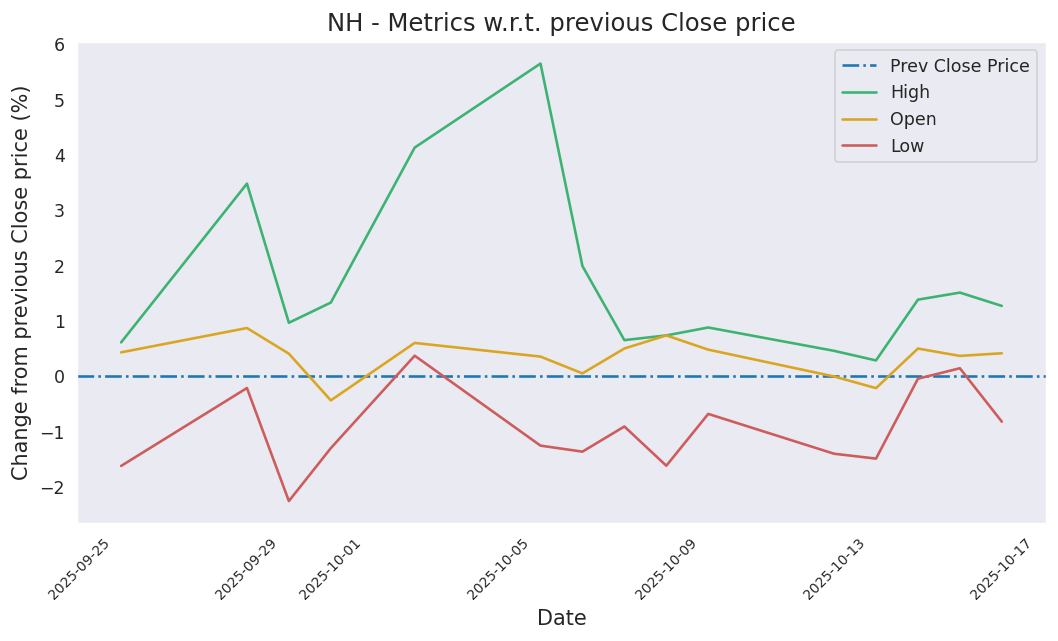 NH - Metrics w.r.t. previous Close price
Change from previous Close price (%)
6
5
4
3
2
1
0
−1
−2
Prev Close Price
High
Open
Low
2025-09-25
2025-09-29
2025-10-01
2025-10-05
2025-10-09
2025-10-13
2025-10-17
Date